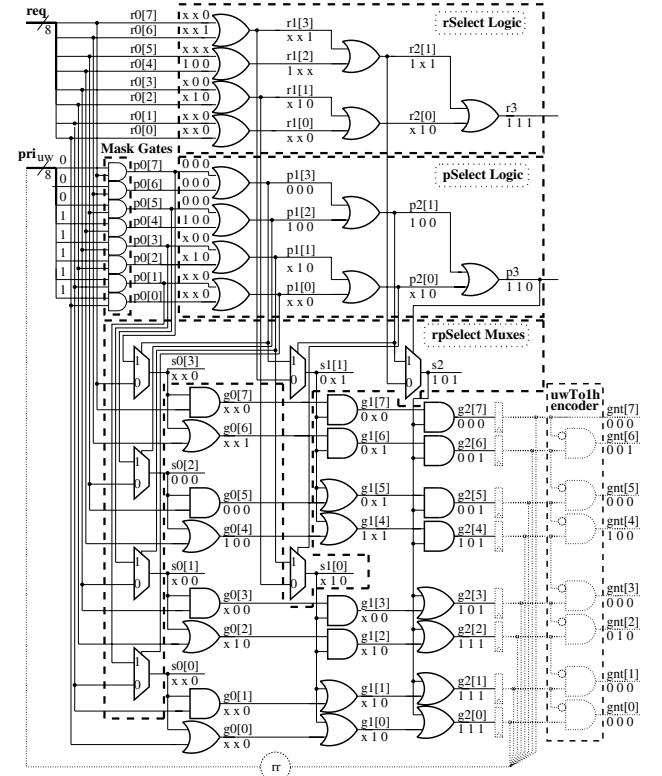 req
8
r0[7] x x 0
r0[6] x x 1
r0[5] x x x
r0[4] 1 0 0
r0[3] x 0 0
r0[2] x 1 0
r0[1] x x 0
r0[0] x x 0
r1[3]
x x 1
r1[2]
1 x x
r1[1]
x 1 0
r1[0]
x x 0
r2[1]
1 x 1
r2[0]
x 1 0
r3
1 1 1
rSelect Logic
Mask Gates
pri uw
8
0
0
0
1
1
1
1
1
p0[7] 0 0 0
p0[6] 0 0 0
p0[5] 0 0 0
p0[4] 1 0 0
p0[3] x 0 0
p0[2] x 1 0
p0[1] x x 0
p0[0] x x 0
p1[3]
0 0 0
p1[2]
1 0 0
p1[1]
x 1 0
p1[0]
x x 0
p2[1]
1 0 0
p2[0]
x 1 0
p3
1 1 0
pSelect Logic
rpSelect Muxes
1
0
s0[3]
x x 0
1
0
s1[1]
0 x 1
1
0
s2
1 0 1
1
0
s0[2]
0 0 0
1
0
s0[1]
x 0 0
1
0
s1[0]
x 1 0
1
0
s0[0]
x x 0
g0[7]
x x 0
g0[6]
x x 1
g0[5]
0 0 0
g0[4]
1 0 0
g0[3]
x 0 0
g0[2]
x 1 0
g0[1]
x x 0
g0[0]
x x 0
g1[7]
0 x 0
g1[6]
0 x 1
g1[5]
0 x 0
g1[4]
1 x 1
g1[3]
x 0 0
g1[2]
x 1 0
g1[1]
x 1 0
g1[0]
x 1 0
g2[7]
0 0 0
g2[6]
0 0 1
g2[5]
0 0 1
g2[4]
1 0 1
g2[3]
1 0 1
g2[2]
1 1 1
g2[1]
1 1 1
g2[0]
1 1 1
uwTo1h
encoder
gnt[7]
0 0 0
gnt[6]
0 0 1
gnt[5]
0 0 0
gnt[4]
1 0 0
gnt[3]
0 0 0
gnt[2]
0 1 0
gnt[1]
0 0 0
gnt[0]
0 0 0
rr